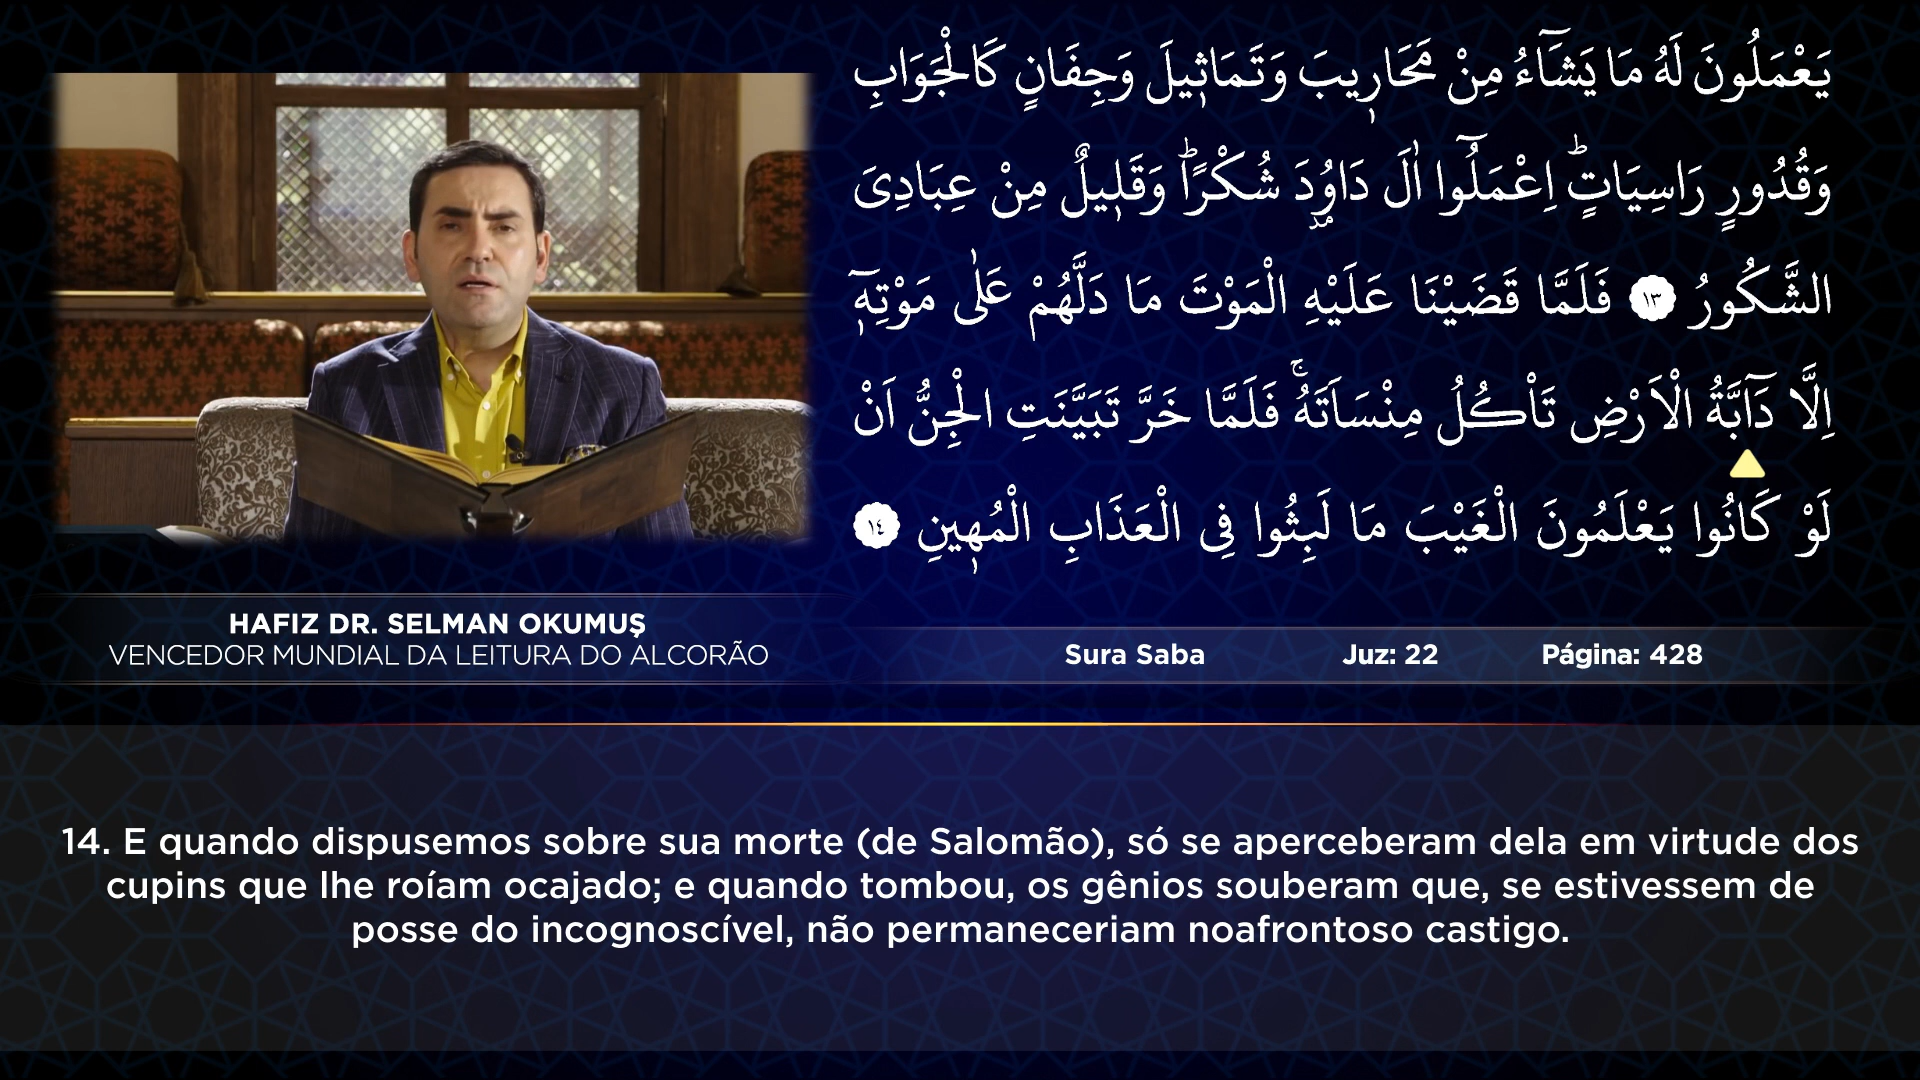 يَعْمَلُونَ لَهُ مَا يَشَٓاءُ مِنْ مَحَار۪يبَ وَتَمَاث۪يلَ وَجِفَانٍ كَالْجَوَابِ
وَقُدُورٍ رَاسِيَاتٍۜ اِعْمَلُٓوا اٰلَ دَاوُ۫دَ شُكْرًاۜ وَقَل۪يلٌ مِنْ عِبَادِىَ
الشَّكُورُ ١٣ فَلَمَّا قَضَيْنَا عَلَيْهِ الْمَوْتَ مَا دَلَّهُمْ عَلٰى مَوْتِه۪ٓ
اِلَّا دَٓابَّةُ الْاَرْضِ تَاْكُلُ مِنْسَاَتَهُۚ فَلَمَّا خَرَّ تَبَيَّنَتِ الْجِنُّ اَنْ
لَوْ كَانُوا يَعْلَمُونَ الْغَيْبَ مَا لَبِثُوا فِى الْعَذَابِ الْمُه۪ينِ ١٤
HAFIZ DR. SELMAN OKUMUŞ
VENCEDOR MUNDIAL DA LEITURA DO ALCORÃO
Sura Saba Juz: 22 Página: 428
14. E quando dispusemos sobre sua morte (de Salomão), só se aperceberam dela em virtude dos
cupins que lhe roíam ocajado; e quando tombou, os gênios souberam que, se estivessem de
posse do incognoscível, não permaneceriam noafrontoso castigo.